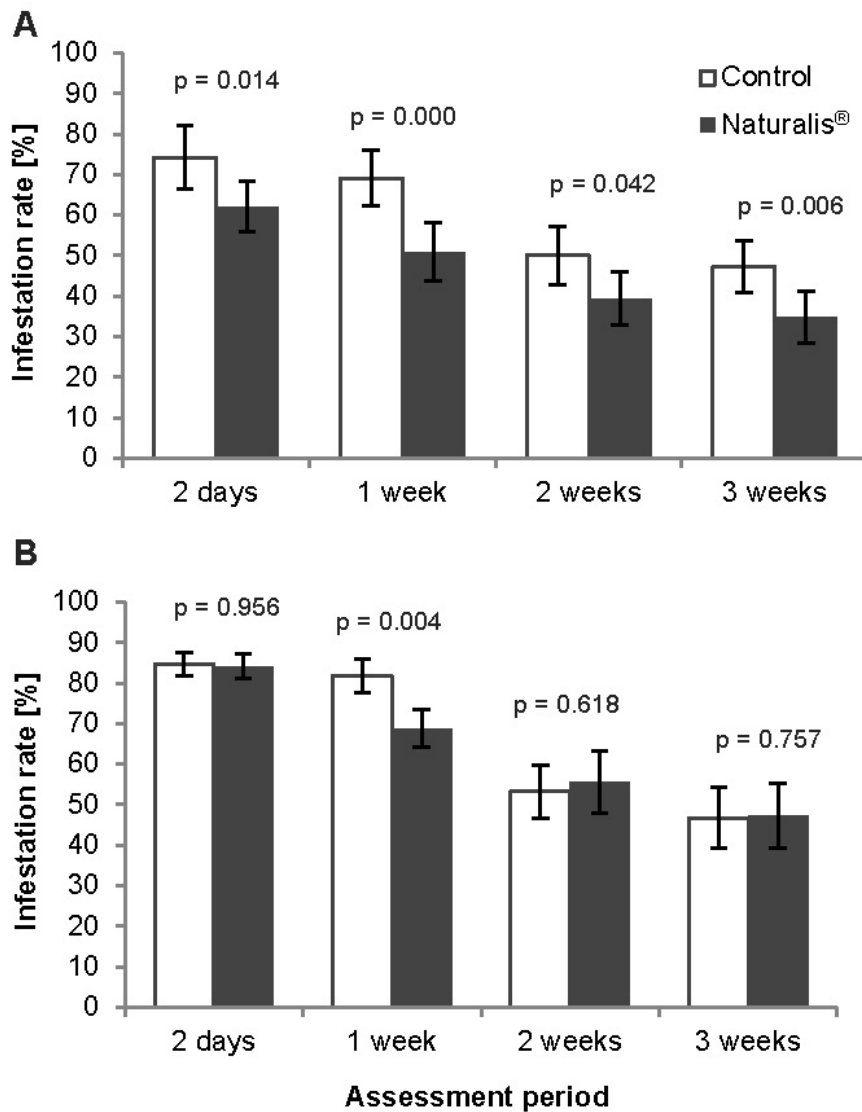 A
100
90
80
70
60
50
40
30
20
10
0
Infestation rate [%]
p = 0.014
p = 0.000
p = 0.042
p = 0.006
Control
Naturalis®
2 days
1 week
2 weeks
3 weeks
B
100
90
80
70
60
50
40
30
20
10
0
Infestation rate [%]
p = 0.956
p = 0.004
p = 0.618
p = 0.757
2 days
1 week
2 weeks
3 weeks
Assessment period